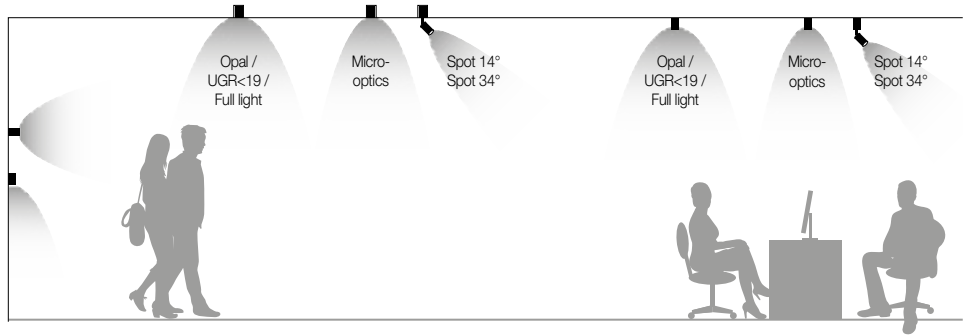 Opal /
UGR<19 /
Full light
Micro-
optics
Spot 14°
Spot 34°
Opal /
UGR<19 /
Full light
Micro-
optics
Spot 14°
Spot 34°